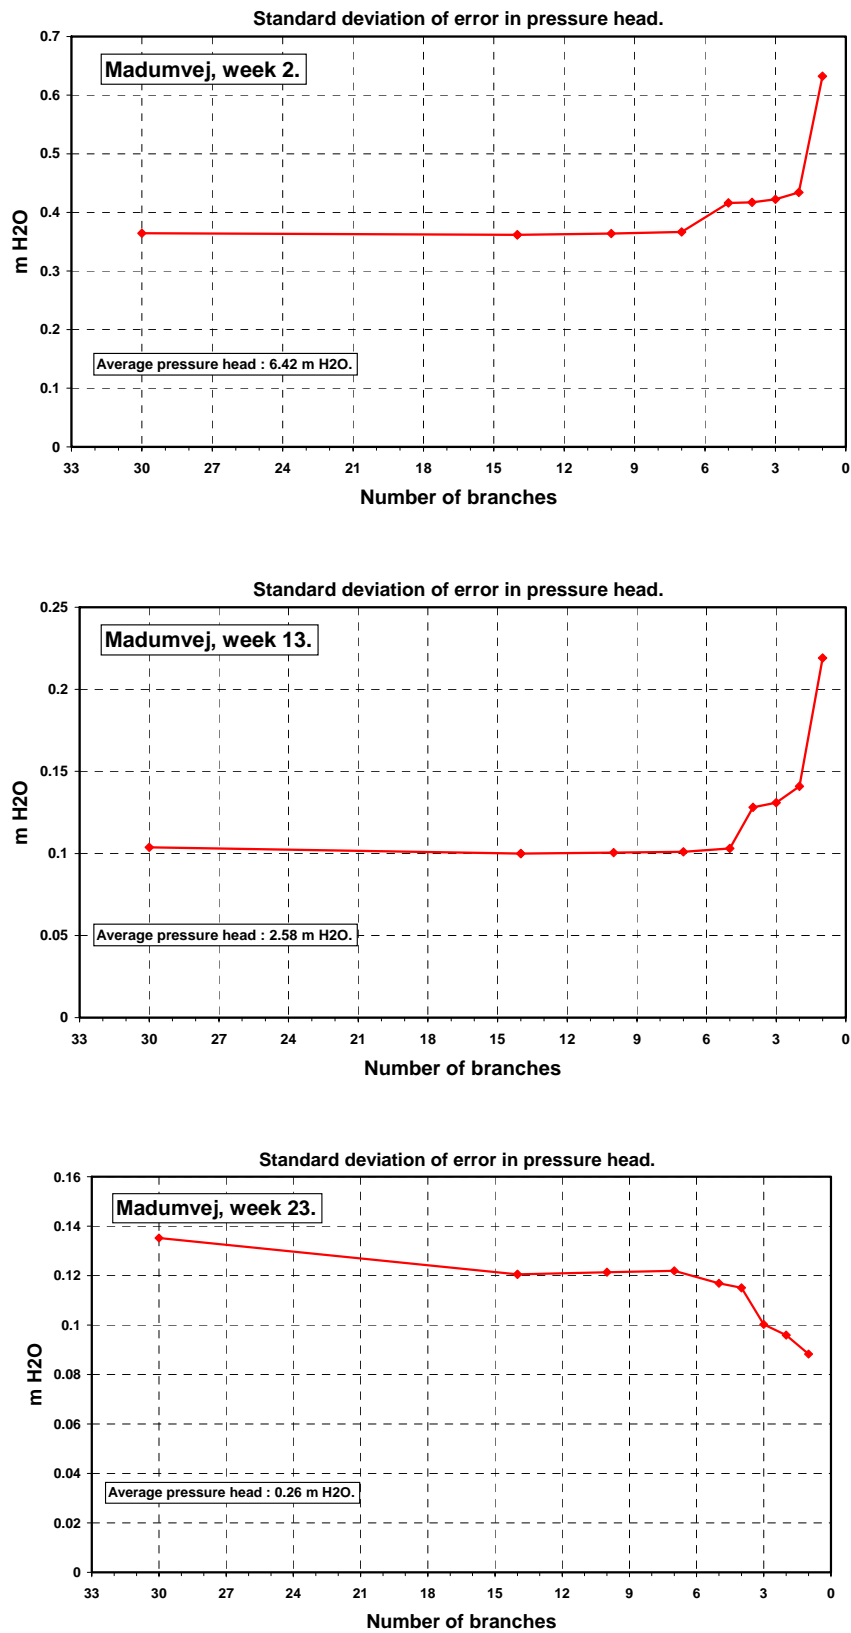 Standard deviation of error in pressure head.
0.7
Madumvej, week 2.
0.6
0.5
0.4
m H2O
0.3
0.2
Average pressure head : 6.42 m H2O.
0.1
0
33 30 27 24 21 18 15 12 9 6 3 0
Number of branches
Standard deviation of error in pressure head.
0.25
Madumvej, week 13.
0.2
0.15
m H2O
0.1
Average pressure head : 2.58 m H2O.
0.05
0
33 30 27 24 21 18 15 12 9 6 3 0
Number of branches
Standard deviation of error in pressure head.
0.16
Madumvej, week 23.
0.14
0.12
0.1
m H2O
0.08
0.06
0.04
Average pressure head : 0.26 m H2O.
0.02
0
33 30 27 24 21 18 15 12 9 6 3 0
Number of branches